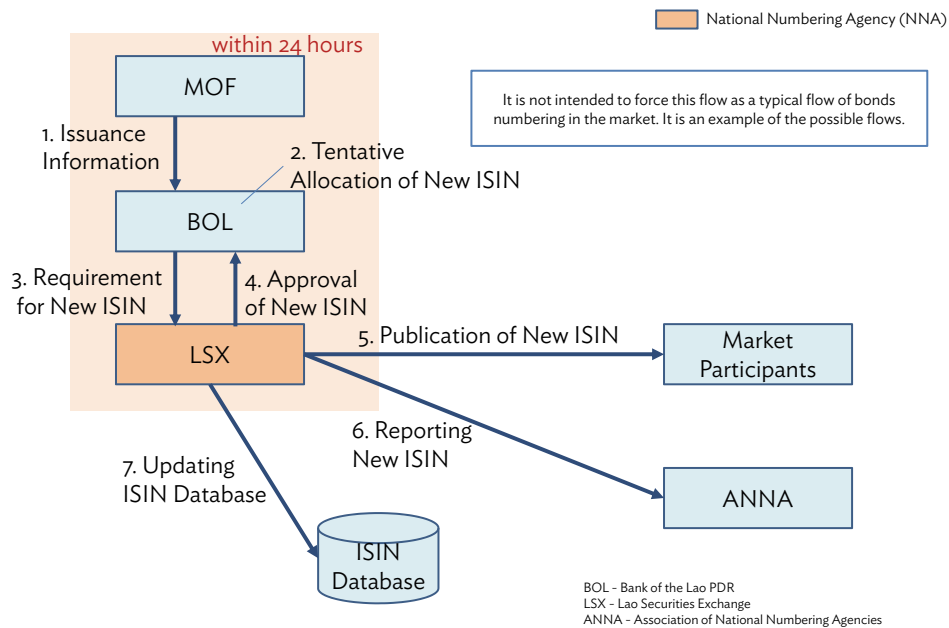 National Numbering Agency (NNA)
within 24 hours
MOF
It is not intended to force this flow as a typical flow of bonds
numbering in the market. It is an example of the possible flows.
1. Issuance
Information
2. Tentative
Allocation of New ISIN
BOL
3. Requirement
for New ISIN
4. Approval
of New ISIN
5. Publication of New ISIN
LSX
Market
Participants
6. Reporting
New ISIN
7. Updating
ISIN Database
ANNA
ISIN
Database
BOL - Bank of the Lao PDR
LSX - Lao Securities Exchange
ANNA - Association of National Numbering Agencies